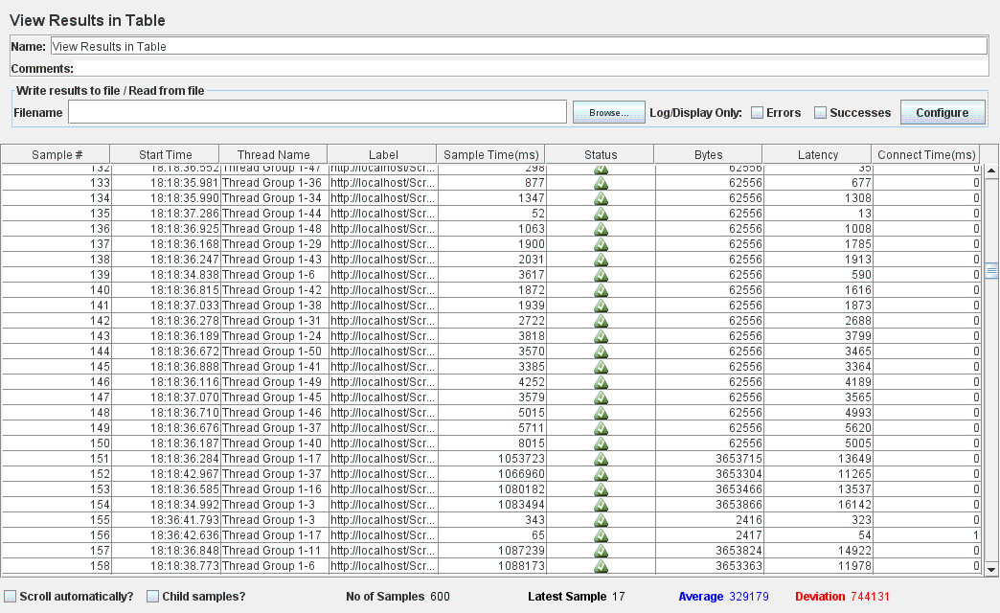 View Results in Table
Name: View Results in Table
Comments:
Write results to file / Read from file
Filename Browse... Log/Display Only: Errors Successes Configure
Sample # Start Time Thread Name Label Sample Time(ms) Status Bytes Latency Connect Time(ms)
132 18:18:36.552 Thread Group 1-47 http://localhost/Scr... 298 62556 35 0
133 18:18:35.981 Thread Group 1-36 http://localhost/Scr... 877 62556 677 0
134 18:18:35.990 Thread Group 1-34 http://localhost/Scr... 1347 62556 1308 0
135 18:18:37.286 Thread Group 1-44 http://localhost/Scr... 52 62556 13 0
136 18:18:36.925 Thread Group 1-48 http://localhost/Scr... 1063 62556 1008 0
137 18:18:36.168 Thread Group 1-29 http://localhost/Scr... 1900 62556 1785 0
138 18:18:36.247 Thread Group 1-43 http://localhost/Scr... 2031 62556 1913 0
139 18:18:34.838 Thread Group 1-6 http://localhost/Scr... 3617 62556 590 0
140 18:18:36.815 Thread Group 1-42 http://localhost/Scr... 1872 62556 1616 0
141 18:18:37.033 Thread Group 1-38 http://localhost/Scr... 1939 62556 1873 0
142 18:18:36.278 Thread Group 1-31 http://localhost/Scr... 2722 62556 2688 0
143 18:18:36.189 Thread Group 1-24 http://localhost/Scr... 3818 62556 3799 0
144 18:18:36.672 Thread Group 1-50 http://localhost/Scr... 3570 62556 3465 0
145 18:18:36.888 Thread Group 1-41 http://localhost/Scr... 3385 62556 3364 0
146 18:18:36.116 Thread Group 1-49 http://localhost/Scr... 4252 62556 4189 0
147 18:18:37.070 Thread Group 1-45 http://localhost/Scr... 3579 62556 3565 0
148 18:18:36.710 Thread Group 1-46 http://localhost/Scr... 5015 62556 4993 0
149 18:18:36.676 Thread Group 1-37 http://localhost/Scr... 5711 62556 5620 0
150 18:18:36.187 Thread Group 1-40 http://localhost/Scr... 8015 62556 5005 0
151 18:18:36.284 Thread Group 1-17 http://localhost/Scr... 1053723 3653715 13649 0
152 18:18:42.967 Thread Group 1-37 http://localhost/Scr... 1066960 3653304 11265 0
153 18:18:36.585 Thread Group 1-16 http://localhost/Scr... 1080182 3653466 13537 0
154 18:18:34.992 Thread Group 1-3 http://localhost/Scr... 1083494 3653866 16142 0
155 18:36:41.793 Thread Group 1-3 http://localhost/Scr... 343 2416 323 0
156 18:36:42.636 Thread Group 1-17 http://localhost/Scr... 65 2417 54 1
157 18:18:36.848 Thread Group 1-11 http://localhost/Scr... 1087239 3653824 14922 0
158 18:18:38.773 Thread Group 1-6 http://localhost/Scr... 1088173 3653363 11978 0
Scroll automatically? Child samples? No of Samples 600 Latest Sample 17 Average 329179 Deviation 744131